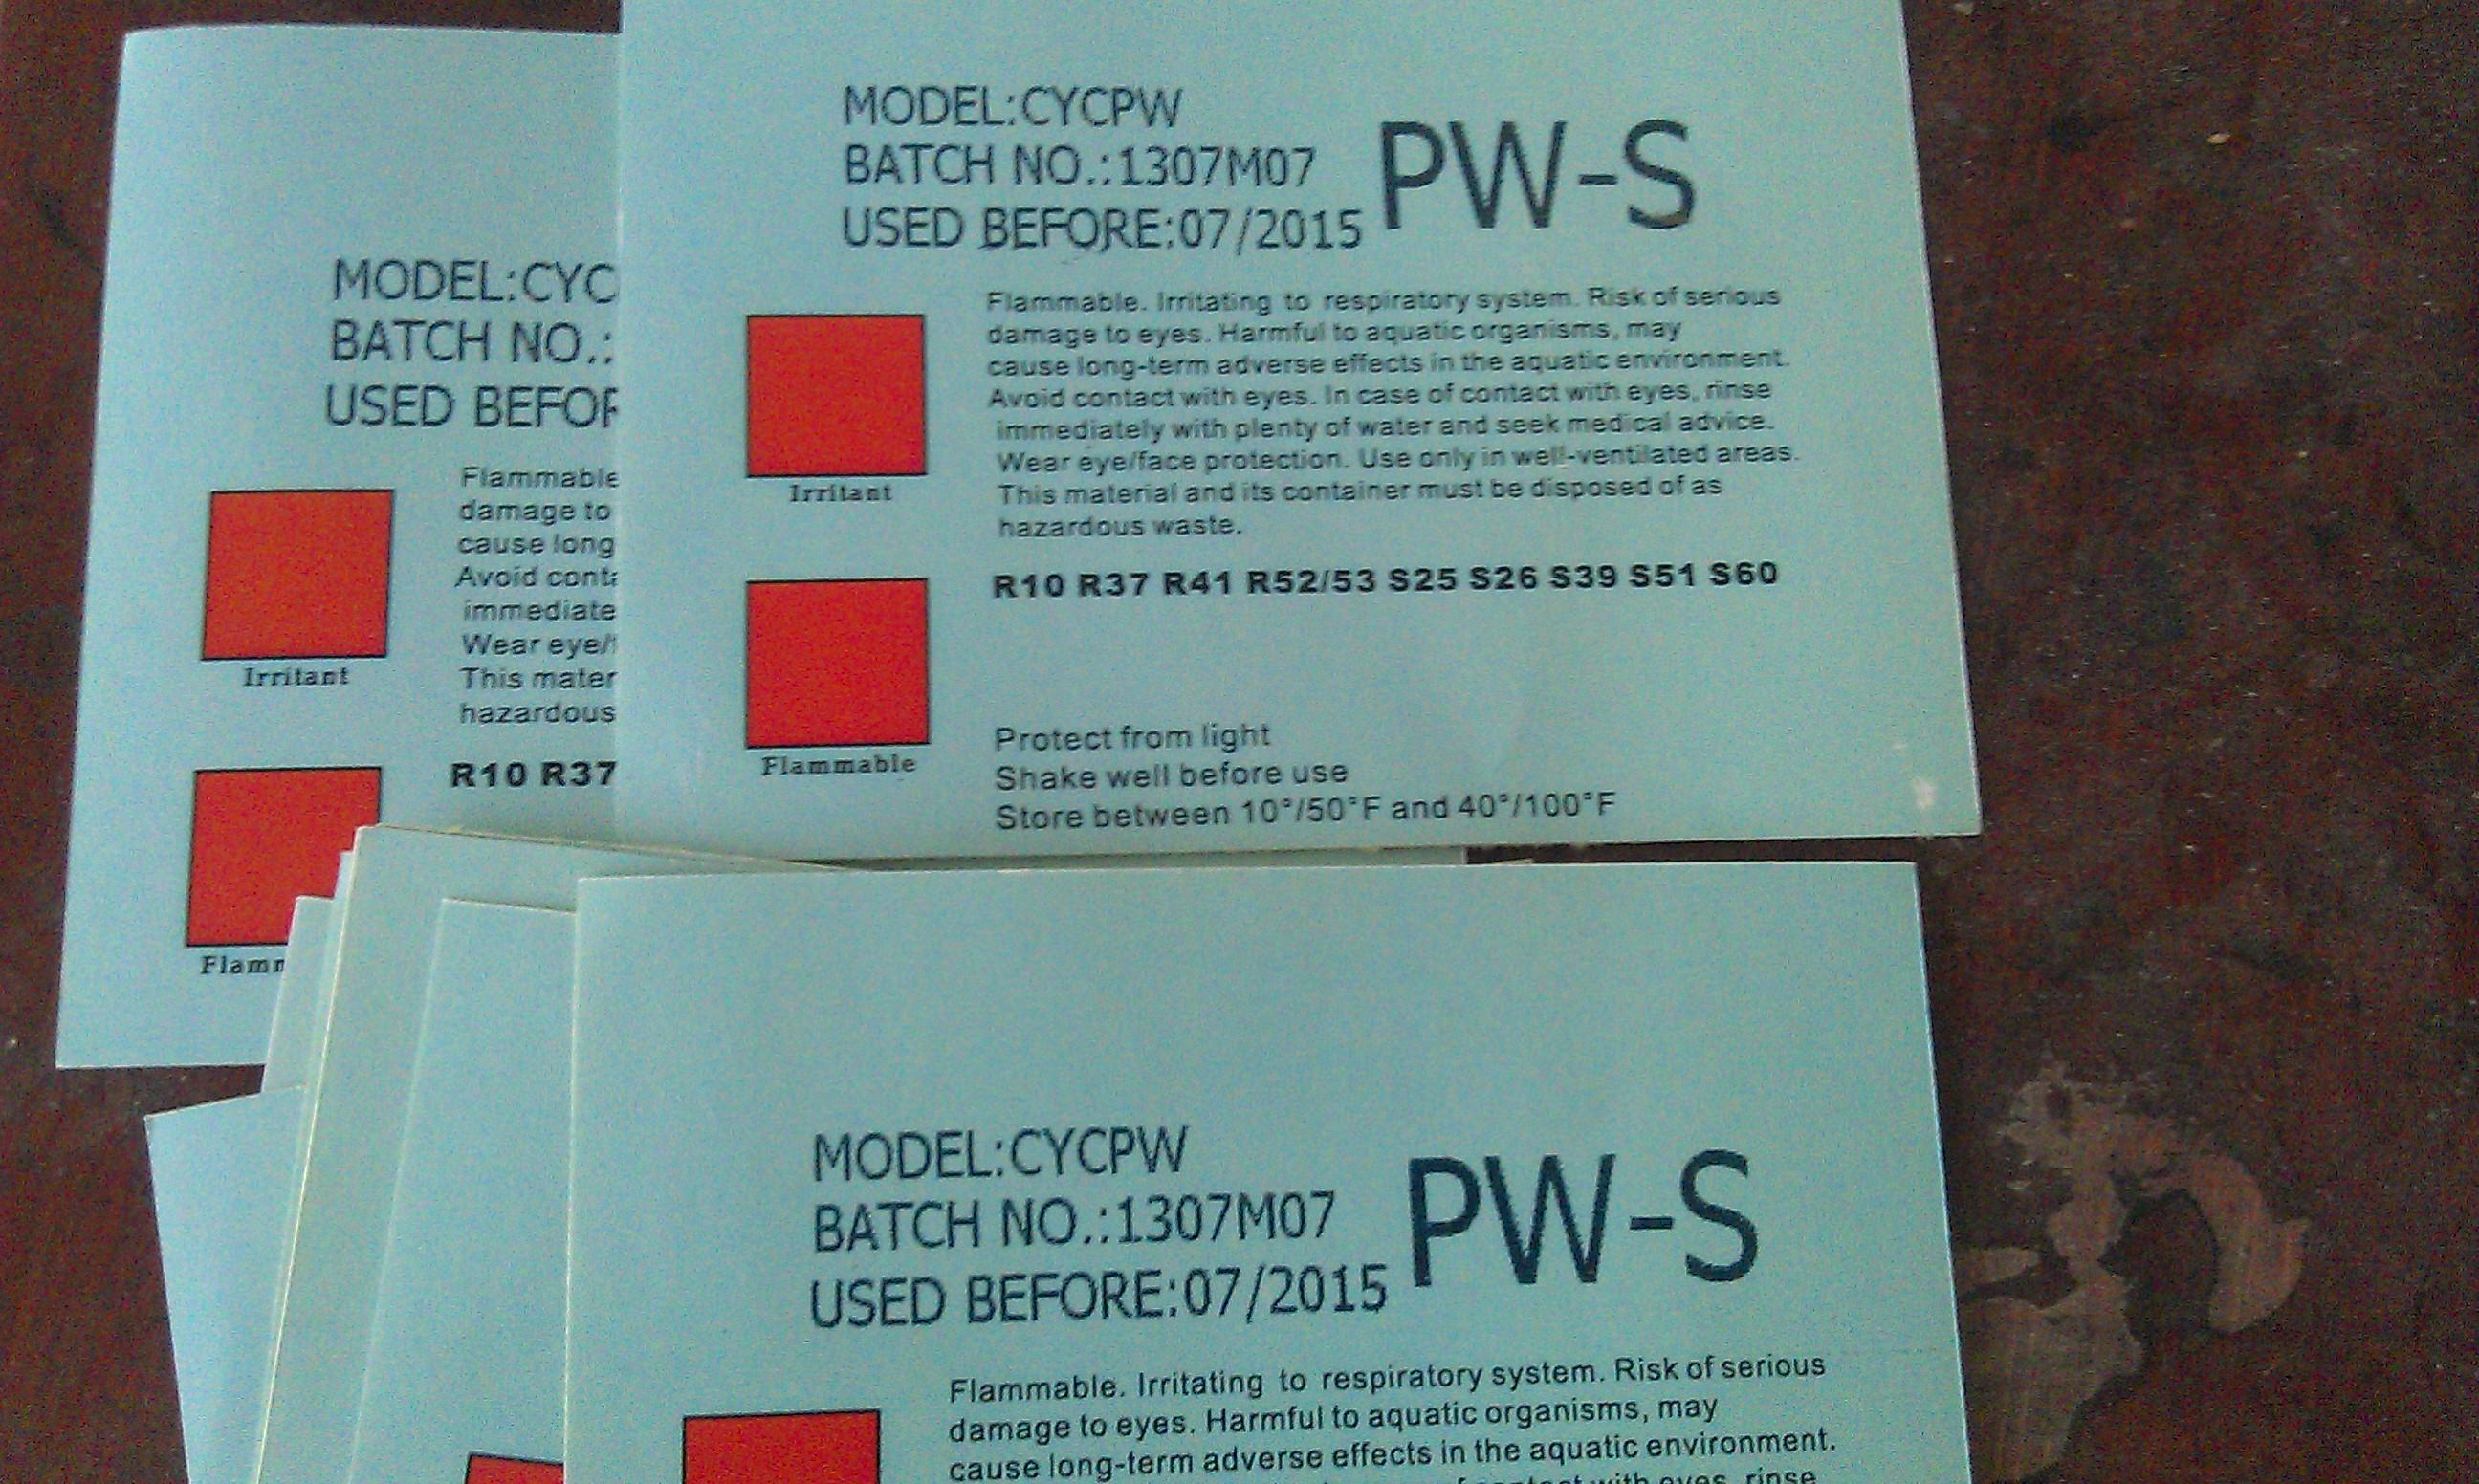 MODEL:CYCPW
BATCH NO.:1307M07
USED BEFORE:07/2015
PW-S
Flammable. Irritating to respiratory system. Risk of serious
damage to eyes. Harmful to aquatic organisms, may
cause long-term adverse effects in the aquatic environment.
Avoid contact with eyes. In case of contact with eyes, rinse
immediately with plenty of water and seek medical advice.
Wear eye/face protection. Use only in well-ventilated areas.
This material and its container must be disposed of as
hazardous waste.
Irritant
R10 R37 R41 R52/53 S25 S26 S39 S51 S60
Flammable
Protect from light
Shake well before use
Store between 10°/50°F and 40°/100°F
MODEL:CYC
BATCH NO.:
USED BEFOR
Flammable
damage to
cause long
Avoid conta
immediate
Wear eye/
This mater
hazardous
Irritant
R10 R37
Flamm
MODEL:CYCPW
BATCH NO.:1307M07
USED BEFORE:07/2015
PW-S
Flammable. Irritating to respiratory system. Risk of serious
damage to eyes. Harmful to aquatic organisms, may
cause long-term adverse effects in the aquatic environment.
of contact with eyes, rinse